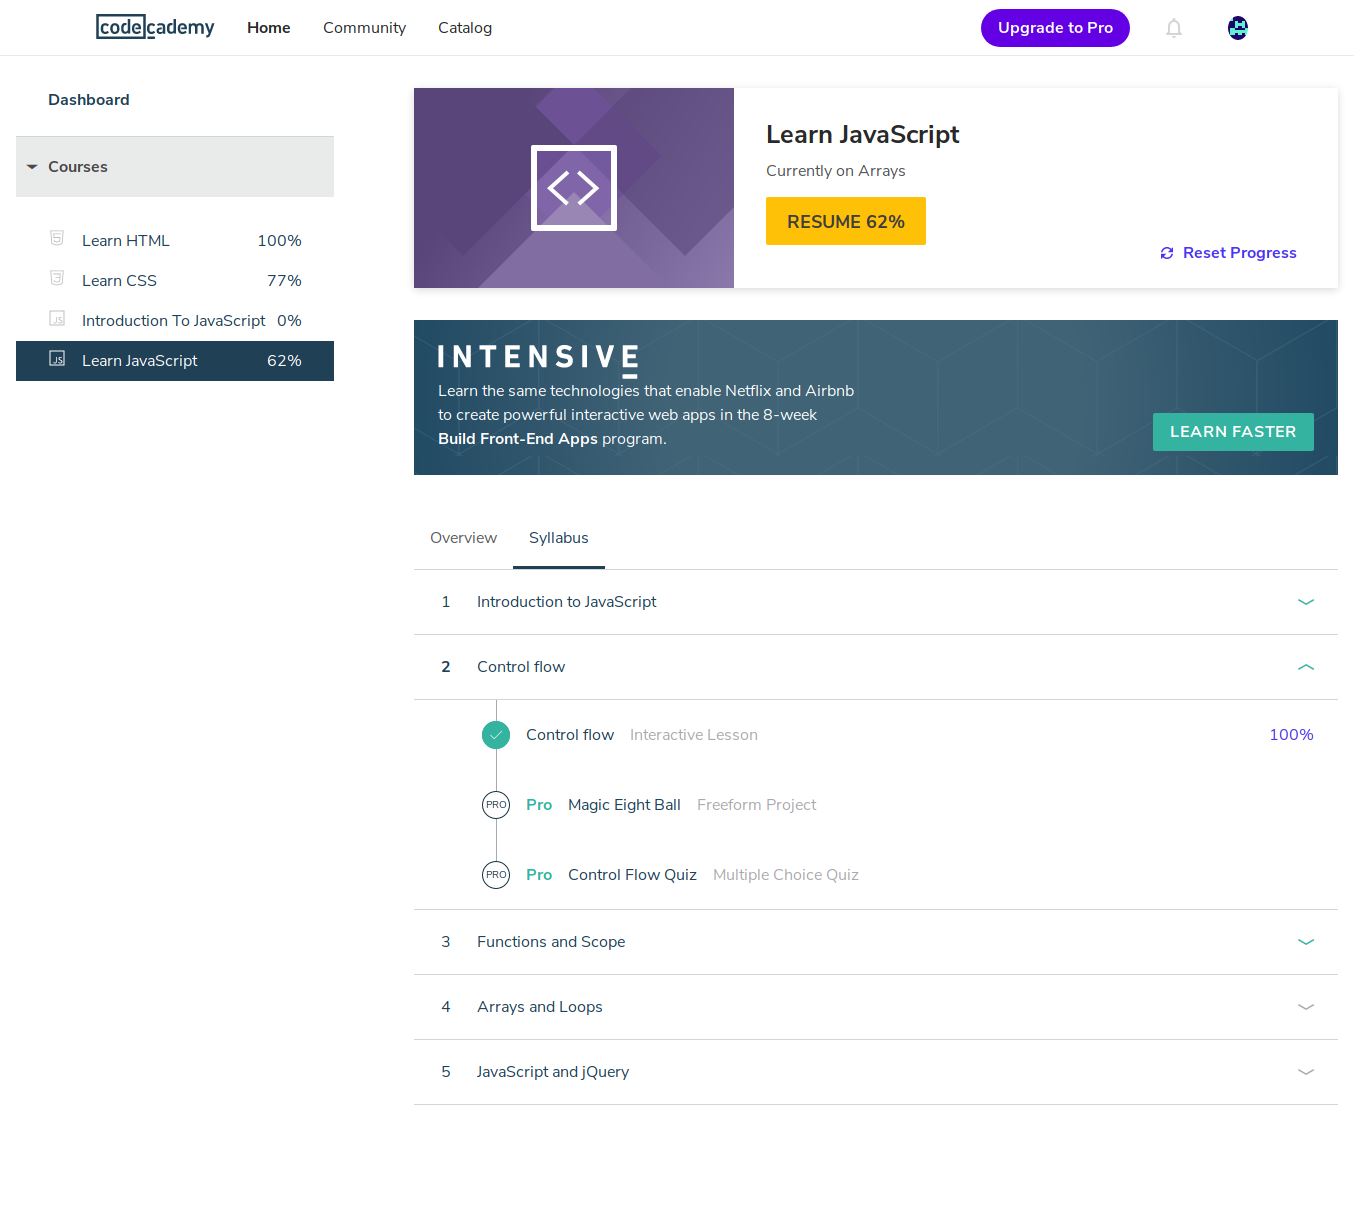 codecademy Home Community Catalog Upgrade to Pro
Dashboard
Courses
Learn HTML 100%
Learn CSS 77%
JS Introduction To JavaScript 0%
JS Learn JavaScript 62%
Learn JavaScript
Currently on Arrays
RESUME 62%
Reset Progress
INTENSIVE
Learn the same technologies that enable Netflix and Airbnb
to create powerful interactive web apps in the 8-week
Build Front-End Apps program.
LEARN FASTER
Overview Syllabus
1 Introduction to JavaScript
2 Control flow
Control flow Interactive Lesson 100%
PRO Pro Magic Eight Ball Freeform Project
PRO Pro Control Flow Quiz Multiple Choice Quiz
3 Functions and Scope
4 Arrays and Loops
5 JavaScript and jQuery